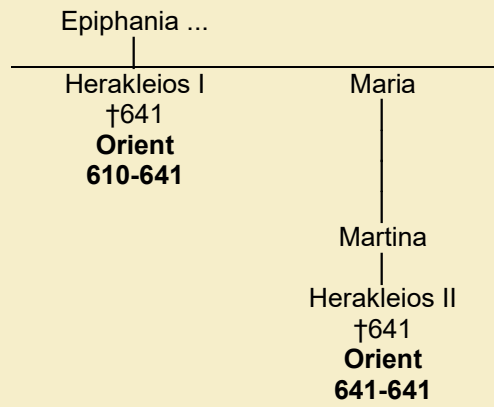 Epiphania ...
Herakleios I
†641
Orient
610-641
Maria
Martina
Herakleios II
†641
Orient
641-641